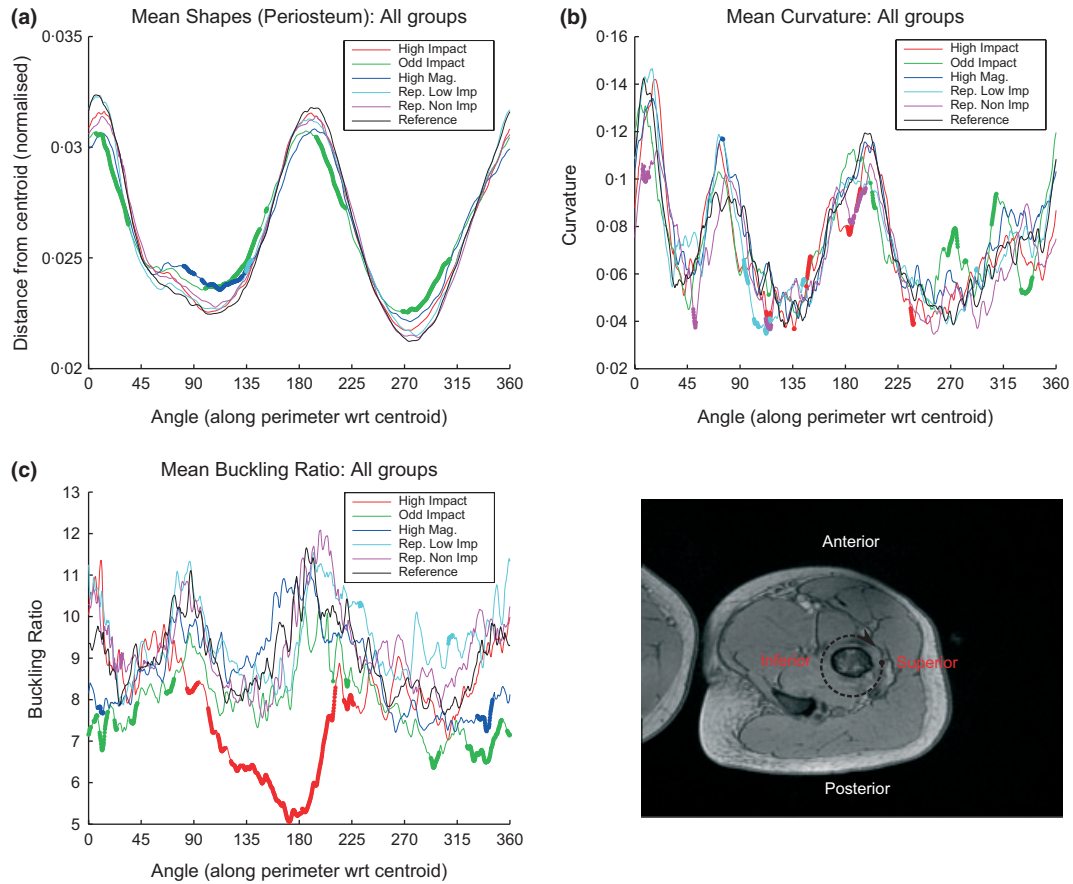 (a)
Mean Shapes (Periosteum): All groups
0·035
0·03
0·025
0·02
Distance from centroid (normalised)
High Impact
Odd Impact
High Mag.
Rep. Low Imp
Rep. Non Imp
Reference
0 45 90 135 180 225 270 315 360
Angle (along perimeter wrt centroid)
(b)
Mean Curvature: All groups
0·16
0·14
0·12
0·1
0·08
0·06
0·04
0·02
Curvature
High Impact
Odd Impact
High Mag.
Rep. Low Imp
Rep. Non Imp
Reference
0 45 90 135 180 225 270 315 360
Angle (along perimeter wrt centroid)
(c)
Mean Buckling Ratio: All groups
13
12
11
10
9
8
7
6
5
Buckling Ratio
High Impact
Odd Impact
High Mag.
Rep. Low Imp
Rep. Non Imp
Reference
0 45 90 135 180 225 270 315 360
Angle (along perimeter wrt centroid)
Anterior
Inferior
Superior
Posterior